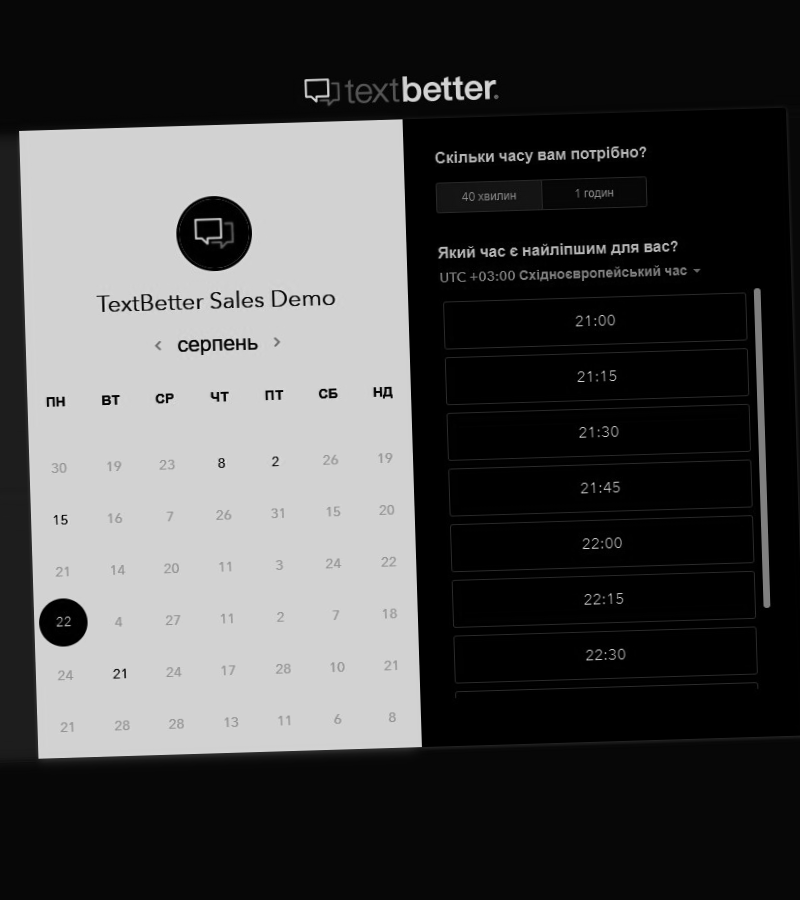 textbetter.
TextBetter Sales Demo
серпень
ПН ВТ СР ЧТ ПТ СБ НД
30 19 23 8 2 26 19
15 16 7 26 31 15 20
21 14 20 11 3 24 22
22 4 27 11 2 7 18
24 21 24 17 28 10 21
21 28 28 13 11 6 8
Скільки часу вам потрібно?
40 хвилин 1 годин
Який час є найліпшим для вас?
UTC +03:00 Східноєвропейський час
21:00
21:15
21:30
21:45
22:00
22:15
22:30